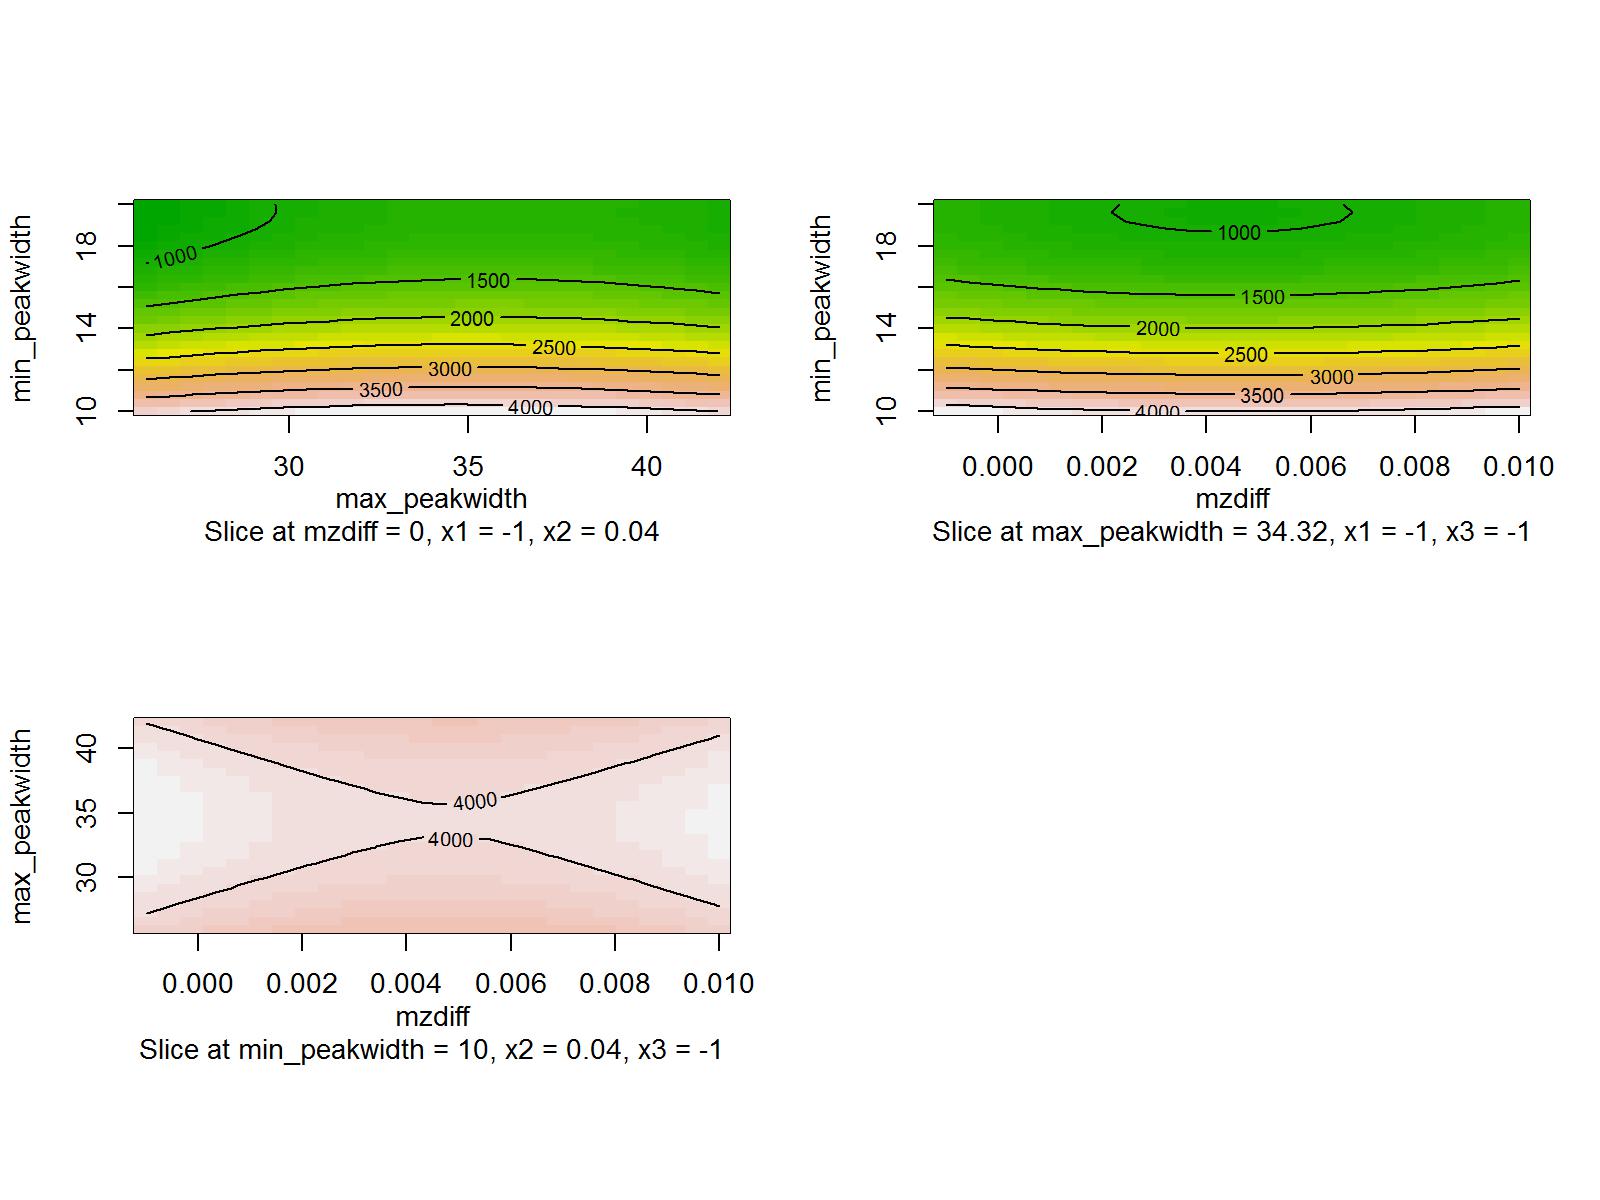 min_peakwidth
18
14
10
1000
1500
2000
2500
3000
3500
4000
30 35 40
max_peakwidth
Slice at mzdiff = 0, x1 = -1, x2 = 0.04
min_peakwidth
18
14
10
1000
1500
2000
2500
3000
3500
4000
0.000 0.002 0.004 0.006 0.008 0.010
mzdiff
Slice at max_peakwidth = 34.32, x1 = -1, x3 = -1
max_peakwidth
40
35
30
4000
4000
0.000 0.002 0.004 0.006 0.008 0.010
mzdiff
Slice at min_peakwidth = 10, x2 = 0.04, x3 = -1